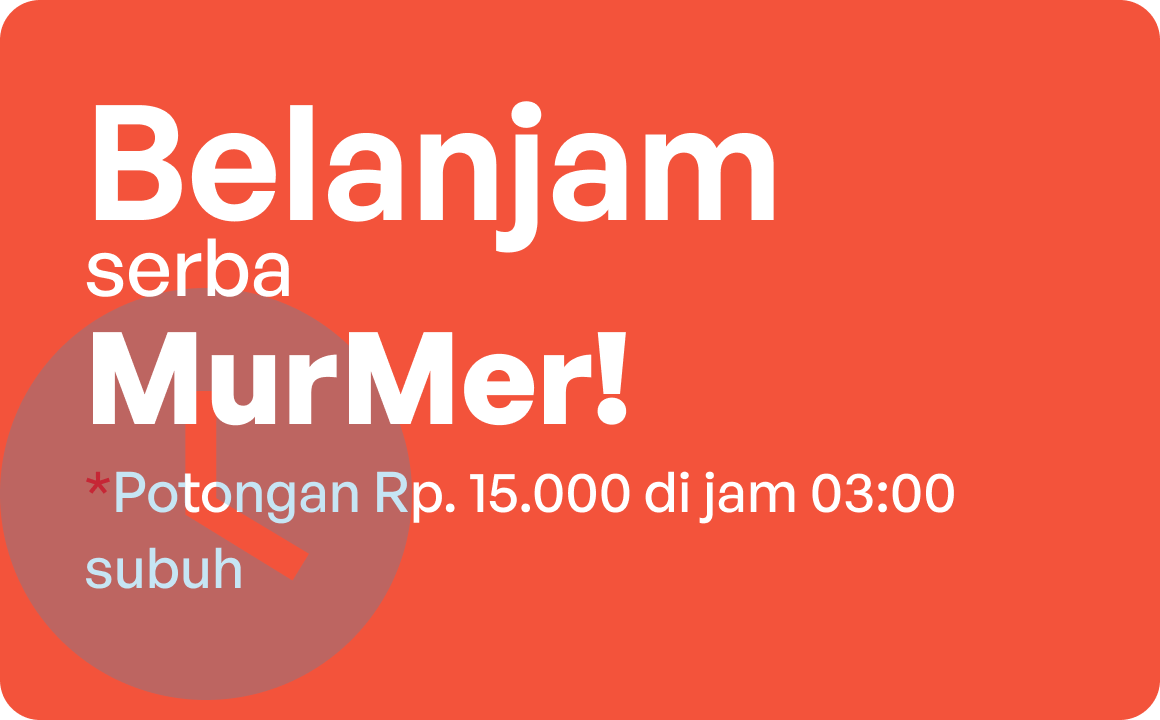 Belanjam
serba
MurMer!
*Potongan Rp. 15.000 di jam 03:00
subuh